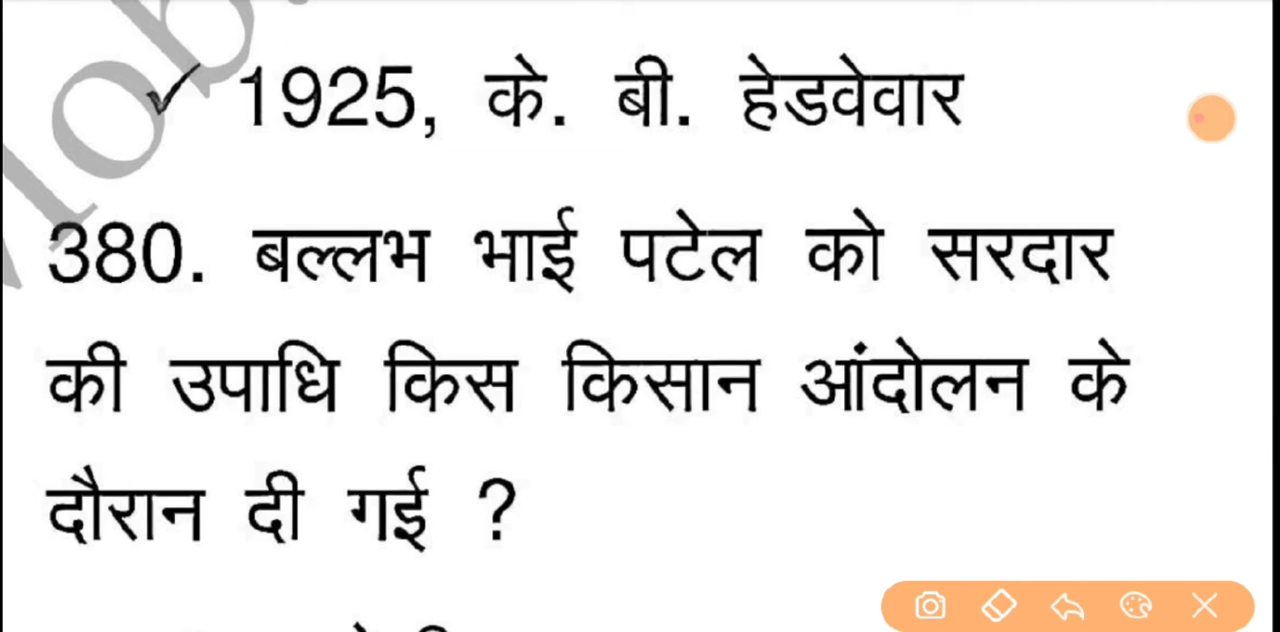 ✓ 1925, के. बी. हेडवेवार
380. बल्लभ भाई पटेल को सरदार
की उपाधि किस किसान आंदोलन के
दौरान दी गई ?